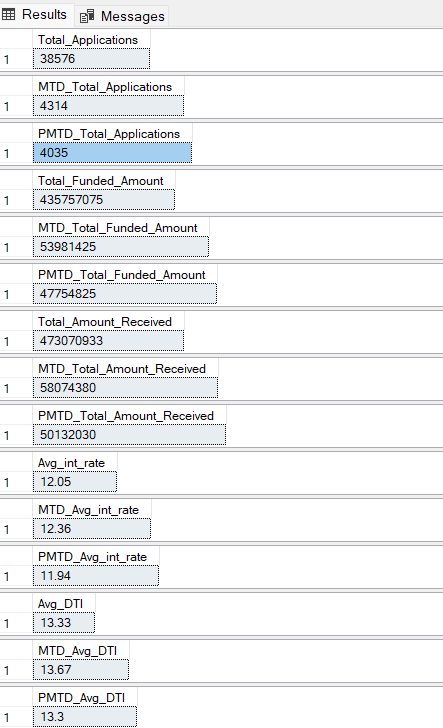 Results Messages
Total_Applications
1 38576
MTD_Total_Applications
1 4314
PMTD_Total_Applications
1 4035
Total_Funded_Amount
1 435757075
MTD_Total_Funded_Amount
1 53981425
PMTD_Total_Funded_Amount
1 47754825
Total_Amount_Received
1 473070933
MTD_Total_Amount_Received
1 58074380
PMTD_Total_Amount_Received
1 50132030
Avg_int_rate
1 12.05
MTD_Avg_int_rate
1 12.36
PMTD_Avg_int_rate
1 11.94
Avg_DTI
1 13.33
MTD_Avg_DTI
1 13.67
PMTD_Avg_DTI
1 13.3